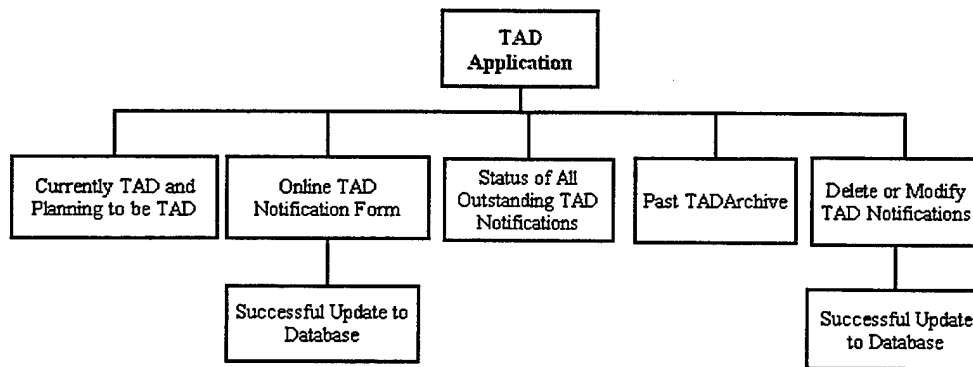 TAD
Application
Currently TAD and
Planning to be TAD
Online TAD
Notification Form
Status of All
Outstanding TAD
Notifications
Past TADArchive
Delete or Modify
TAD Notifications
Successful Update to
Database
Successful Update
to Database